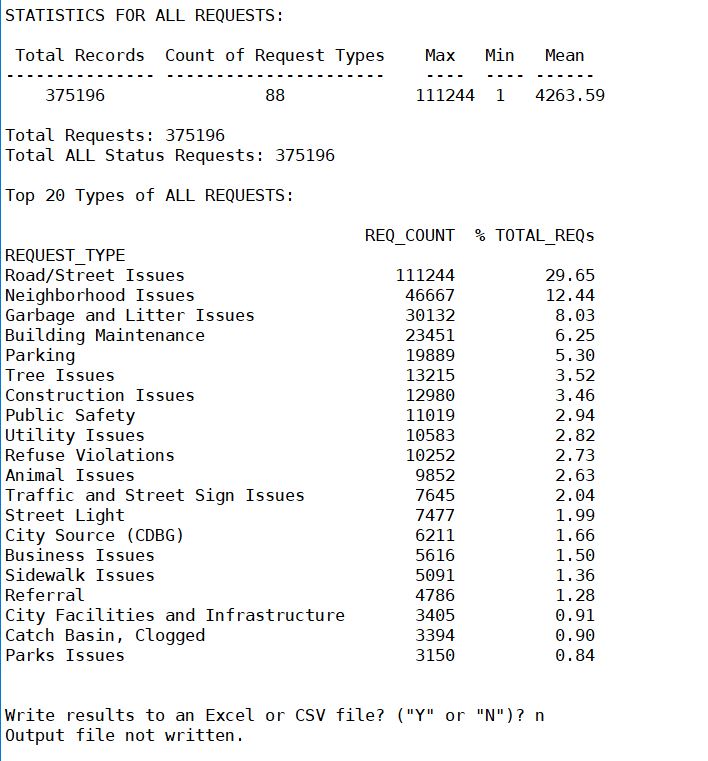 STATISTICS FOR ALL REQUESTS:
Total Records Count of Request Types Max Min Mean
--------------- ---------------------- ---- ---- ------
375196 88 111244 1 4263.59
Total Requests: 375196
Total ALL Status Requests: 375196
Top 20 Types of ALL REQUESTS:
REQ_COUNT % TOTAL_REQs
REQUEST_TYPE
Road/Street Issues 111244 29.65
Neighborhood Issues 46667 12.44
Garbage and Litter Issues 30132 8.03
Building Maintenance 23451 6.25
Parking 19889 5.30
Tree Issues 13215 3.52
Construction Issues 12980 3.46
Public Safety 11019 2.94
Utility Issues 10583 2.82
Refuse Violations 10252 2.73
Animal Issues 9852 2.63
Traffic and Street Sign Issues 7645 2.04
Street Light 7477 1.99
City Source (CDBG) 6211 1.66
Business Issues 5616 1.50
Sidewalk Issues 5091 1.36
Referral 4786 1.28
City Facilities and Infrastructure 3405 0.91
Catch Basin, Clogged 3394 0.90
Parks Issues 3150 0.84
Write results to an Excel or CSV file? ("Y" or "N")? n
Output file not written.